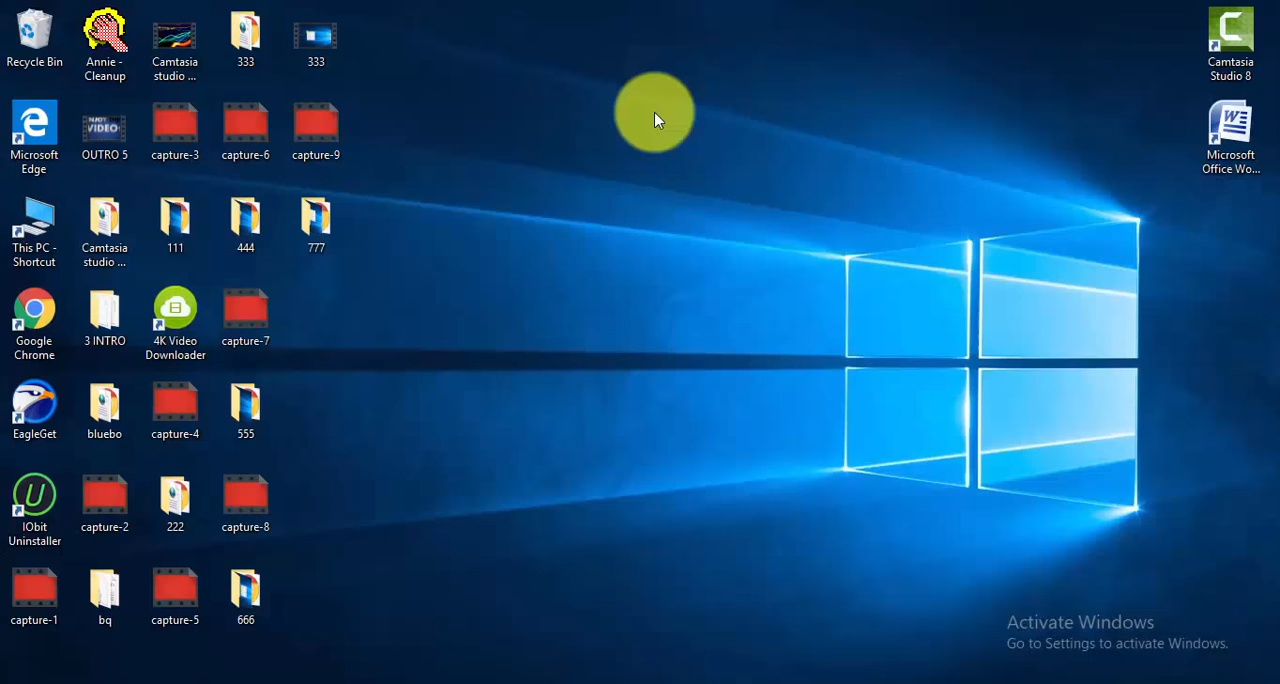 Recycle Bin
Annie -
Cleanup
Camtasia
studio ...
333
333
Camtasia
Studio 8
Microsoft
Edge
OUTRO 5
capture-3
capture-6
capture-9
Microsoft
Office Wo...
This PC -
Shortcut
Camtasia
studio ...
111
444
777
Google
Chrome
3 INTRO
4K Video
Downloader
capture-7
EagleGet
bluebo
capture-4
555
IObit
Uninstaller
capture-2
222
capture-8
capture-1
bq
capture-5
666
Activate Windows
Go to Settings to activate Windows.